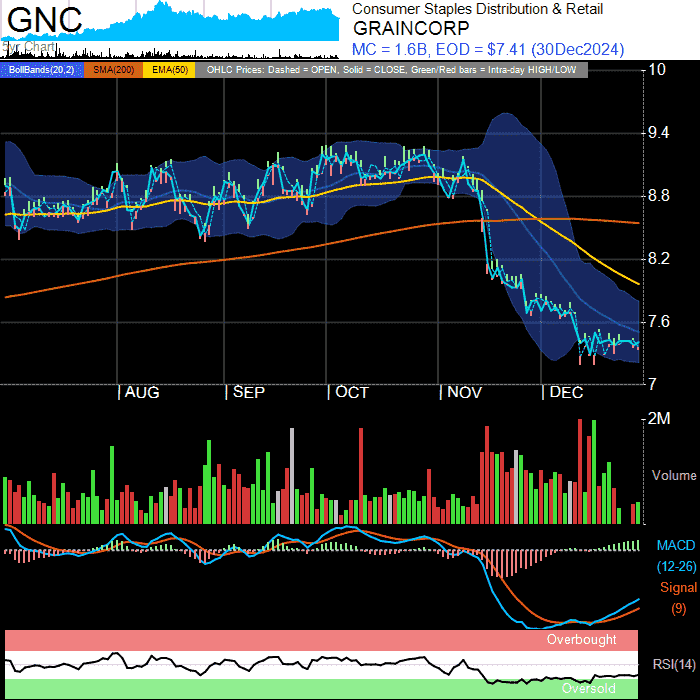 GNC
5yr Chart
Consumer Staples Distribution & Retail
GRAINCORP
MC = 1.6B, EOD = $7.41 (30Dec2024)
BollBands(20,2) SMA(200) EMA(50) OHLC Prices: Dashed = OPEN, Solid = CLOSE, Green/Red bars = Intra-day HIGH/LOW
10
9.4
8.8
8.2
7.6
7
AUG SEP OCT NOV DEC
2M
Volume
MACD
(12-26)
Signal
(9)
Overbought
RSI(14)
Oversold